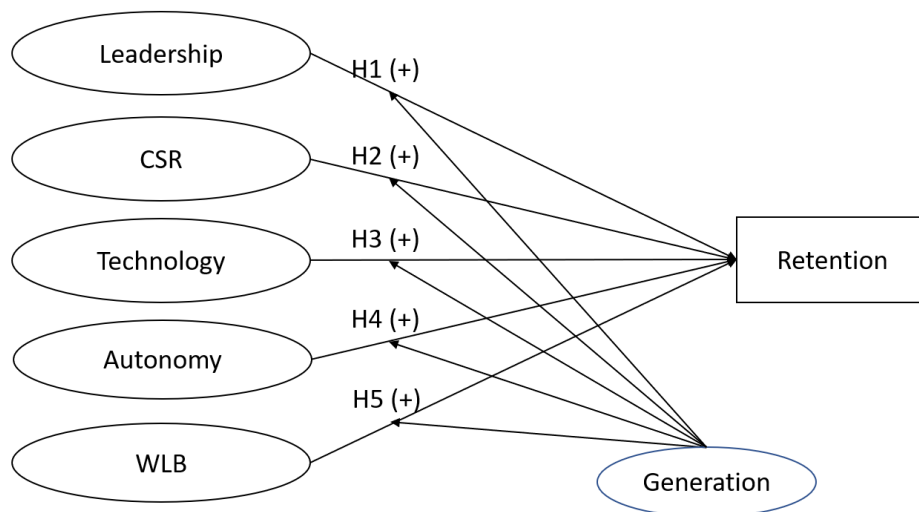 Leadership
H1 (+)
CSR
H2 (+)
Technology
H3 (+)
Retention
Autonomy
H4 (+)
WLB
H5 (+)
Generation